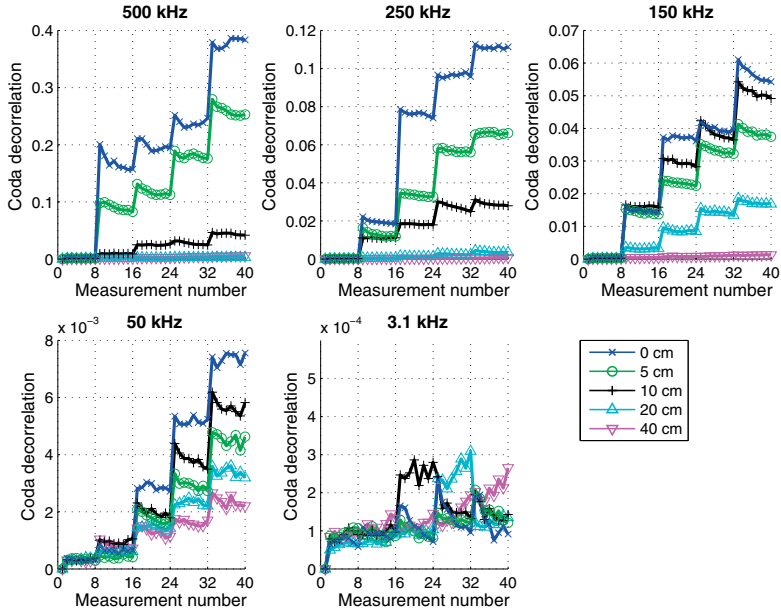 500 kHz
250 kHz
150 kHz
Coda decorrelation
0.4
0.3
0.2
0.1
0
0 8 16 24 32 40
Measurement number
Coda decorrelation
0.12
0.10
0.08
0.06
0.04
0.02
0
0 8 16 24 32 40
Measurement number
Coda decorrelation
0.07
0.06
0.05
0.04
0.03
0.02
0.01
0
0 8 16 24 32 40
Measurement number
50 kHz
3.1 kHz
x 10⁻³
Coda decorrelation
8
6
4
2
0
0 8 16 24 32 40
Measurement number
x 10⁻⁴
Coda decorrelation
5
4
3
2
1
0
0 8 16 24 32 40
Measurement number
0 cm
5 cm
10 cm
20 cm
40 cm